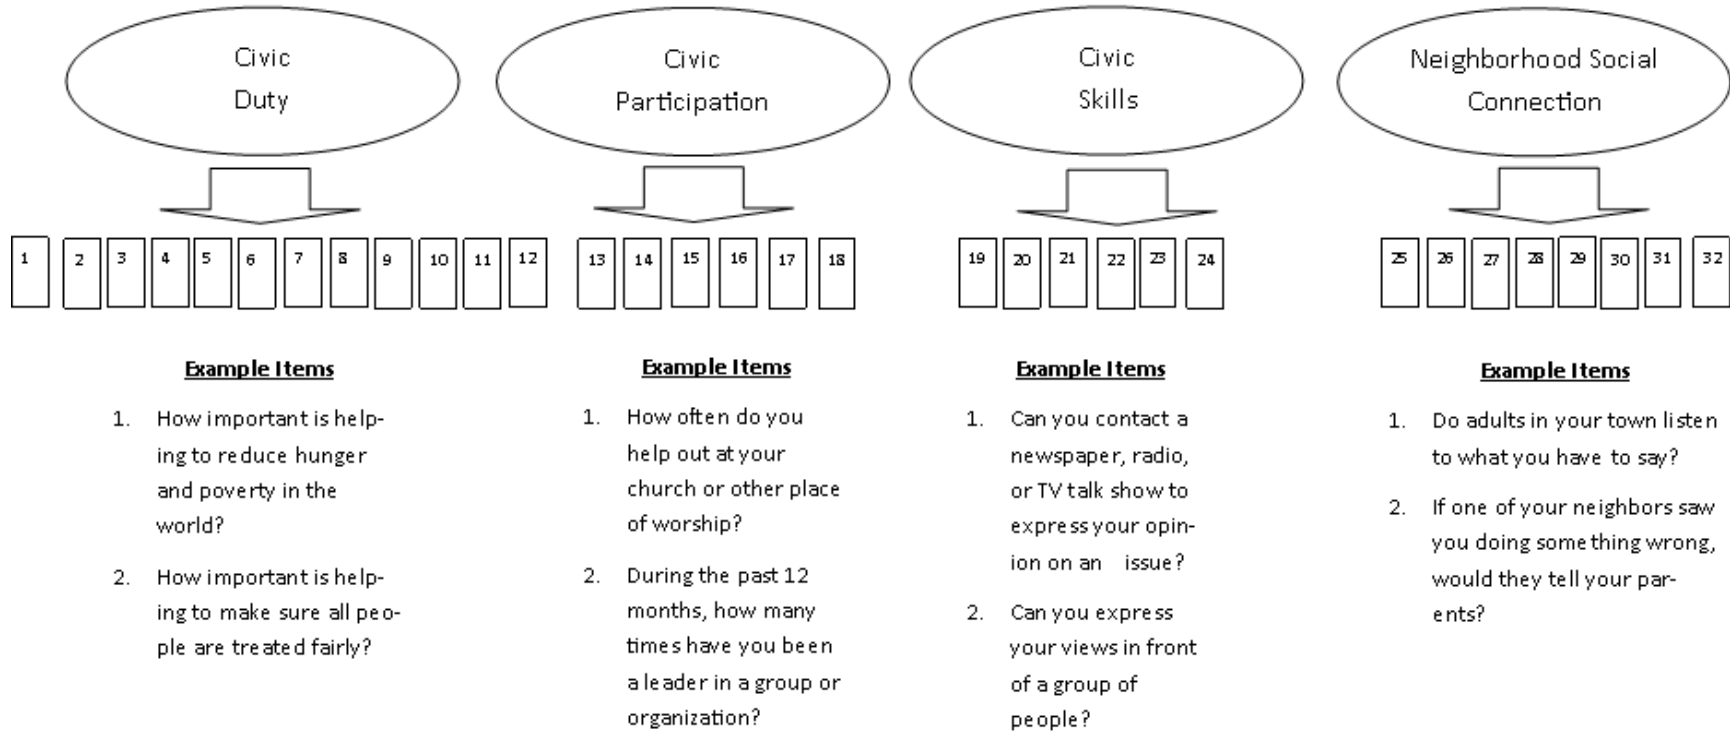 Civic
Duty
Civic
Participation
Civic
Skills
Neighborhood Social
Connection
1 2 3 4 5 6 7 8 9 10 11 12
13 14 15 16 17 18
19 20 21 22 23 24
25 26 27 28 29 30 31 32
Example Items
1. How important is help-
ing to reduce hunger
and poverty in the
world?
2. How important is help-
ing to make sure all peo-
ple are treated fairly?
Example Items
1. How often do you
help out at your
church or other place
of worship?
2. During the past 12
months, how many
times have you been
a leader in a group or
organization?
Example Items
1. Can you contact a
newspaper, radio,
or TV talk show to
express your opin-
ion on an issue?
2. Can you express
your views in front
of a group of
people?
Example Items
1. Do adults in your town listen
to what you have to say?
2. If one of your neighbors saw
you doing something wrong,
would they tell your par-
ents?